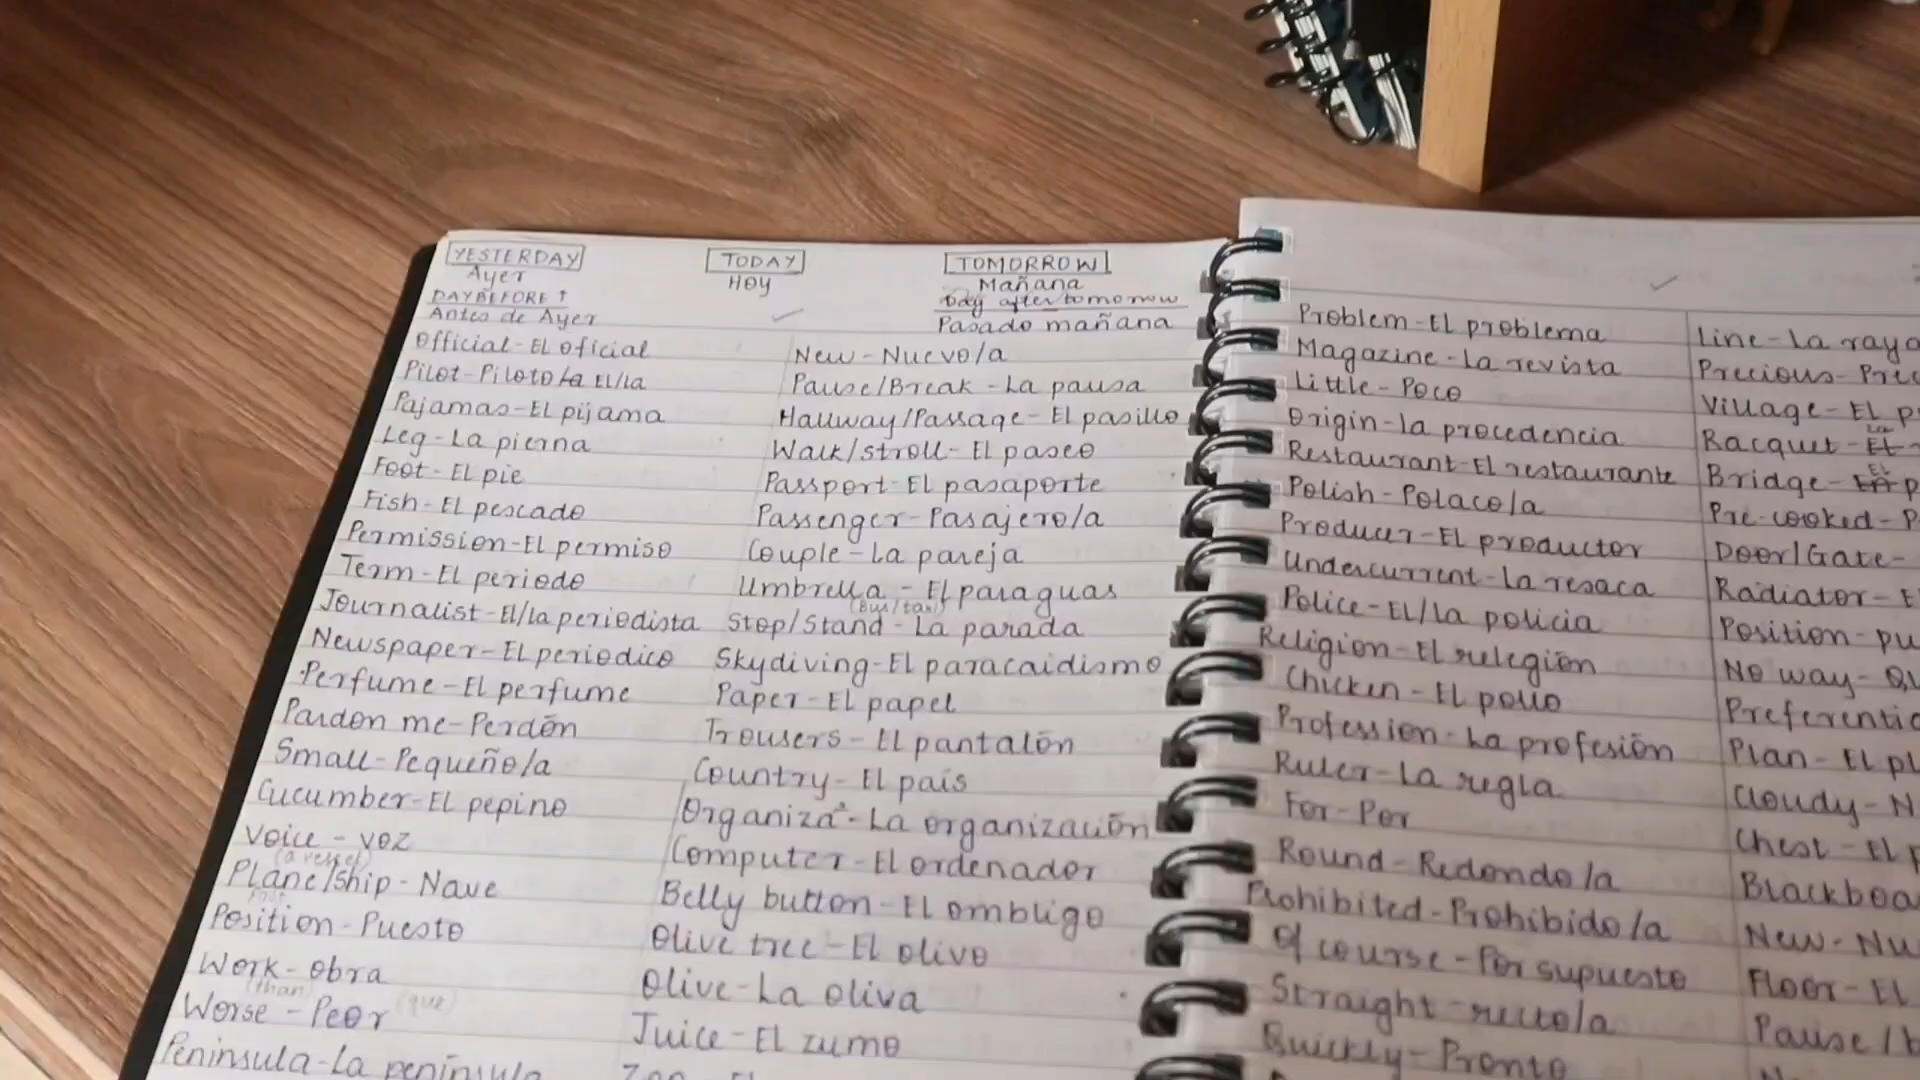 YESTERDAY
Ayer
DAY BEFORE ↑
Antes de Ayer
TODAY
Hoy
TOMORROW
Mañana
Day after tomorrow
Pasado mañana
Official-El oficial
Pilot-Piloto/a El/la
Pajamas-El pijama
Leg-La pierna
Foot-El pie
Fish-El pescado
Permission-El permiso
Term-El periodo
Journalist-El/la periodista
Newspaper-El periodico
Perfume-El perfume
Pardon me-Perdón
Small-Pequeño/a
Cucumber-El pepino
Voice-voz
(a vessel)
Plane/Ship-Nave
Position-Puesto
Work-obra
(than)
Worse-Peor (que)
Peninsula-La península
New-Nuevo/a
Pause/Break-La pausa
Hallway/Passage-El pasillo
Walk/stroll-El paseo
Passport-El pasaporte
Passenger-Pasajero/a
Couple-La pareja
Umbrella-El paraguas
(Bus/taxi)
Stop/Stand-La parada
Skydiving-El paracaidismo
Paper-El papel
Trousers-El pantalón
Country-El país
Organiza-La organización
Computer-El ordenador
Belly button-El ombligo
Olive tree-El olivo
Olive-La oliva
Juice-El zumo
Problem-El problema
Magazine-La revista
Little-Poco
Origin-la procedencia
Restaurant-El restaurante
Polish-Polaco/a
Producer-El productor
Undercurrent-la resaca
Police-El/La policia
Religion-El relegión
Chicken-El pollo
Profession-La profesión
Ruler-La regla
For-Por
Round-Redondo/a
Prohibited-Prohibido/a
Of course-Por supuesto
Straight-recto/a
Quickly-Pronto
Line-La raya
Precious-Prec
Village-El p
La
Racquet-El
El
Bridge-p
Pre-cooked-P
Door/Gate-
Radiator-E
Position-pu
No way-Qu
Preferentia
Plan-El pl
Cloudy-N
Chest-El p
Blackboa
New-Nu
Floor-El
Pause/b